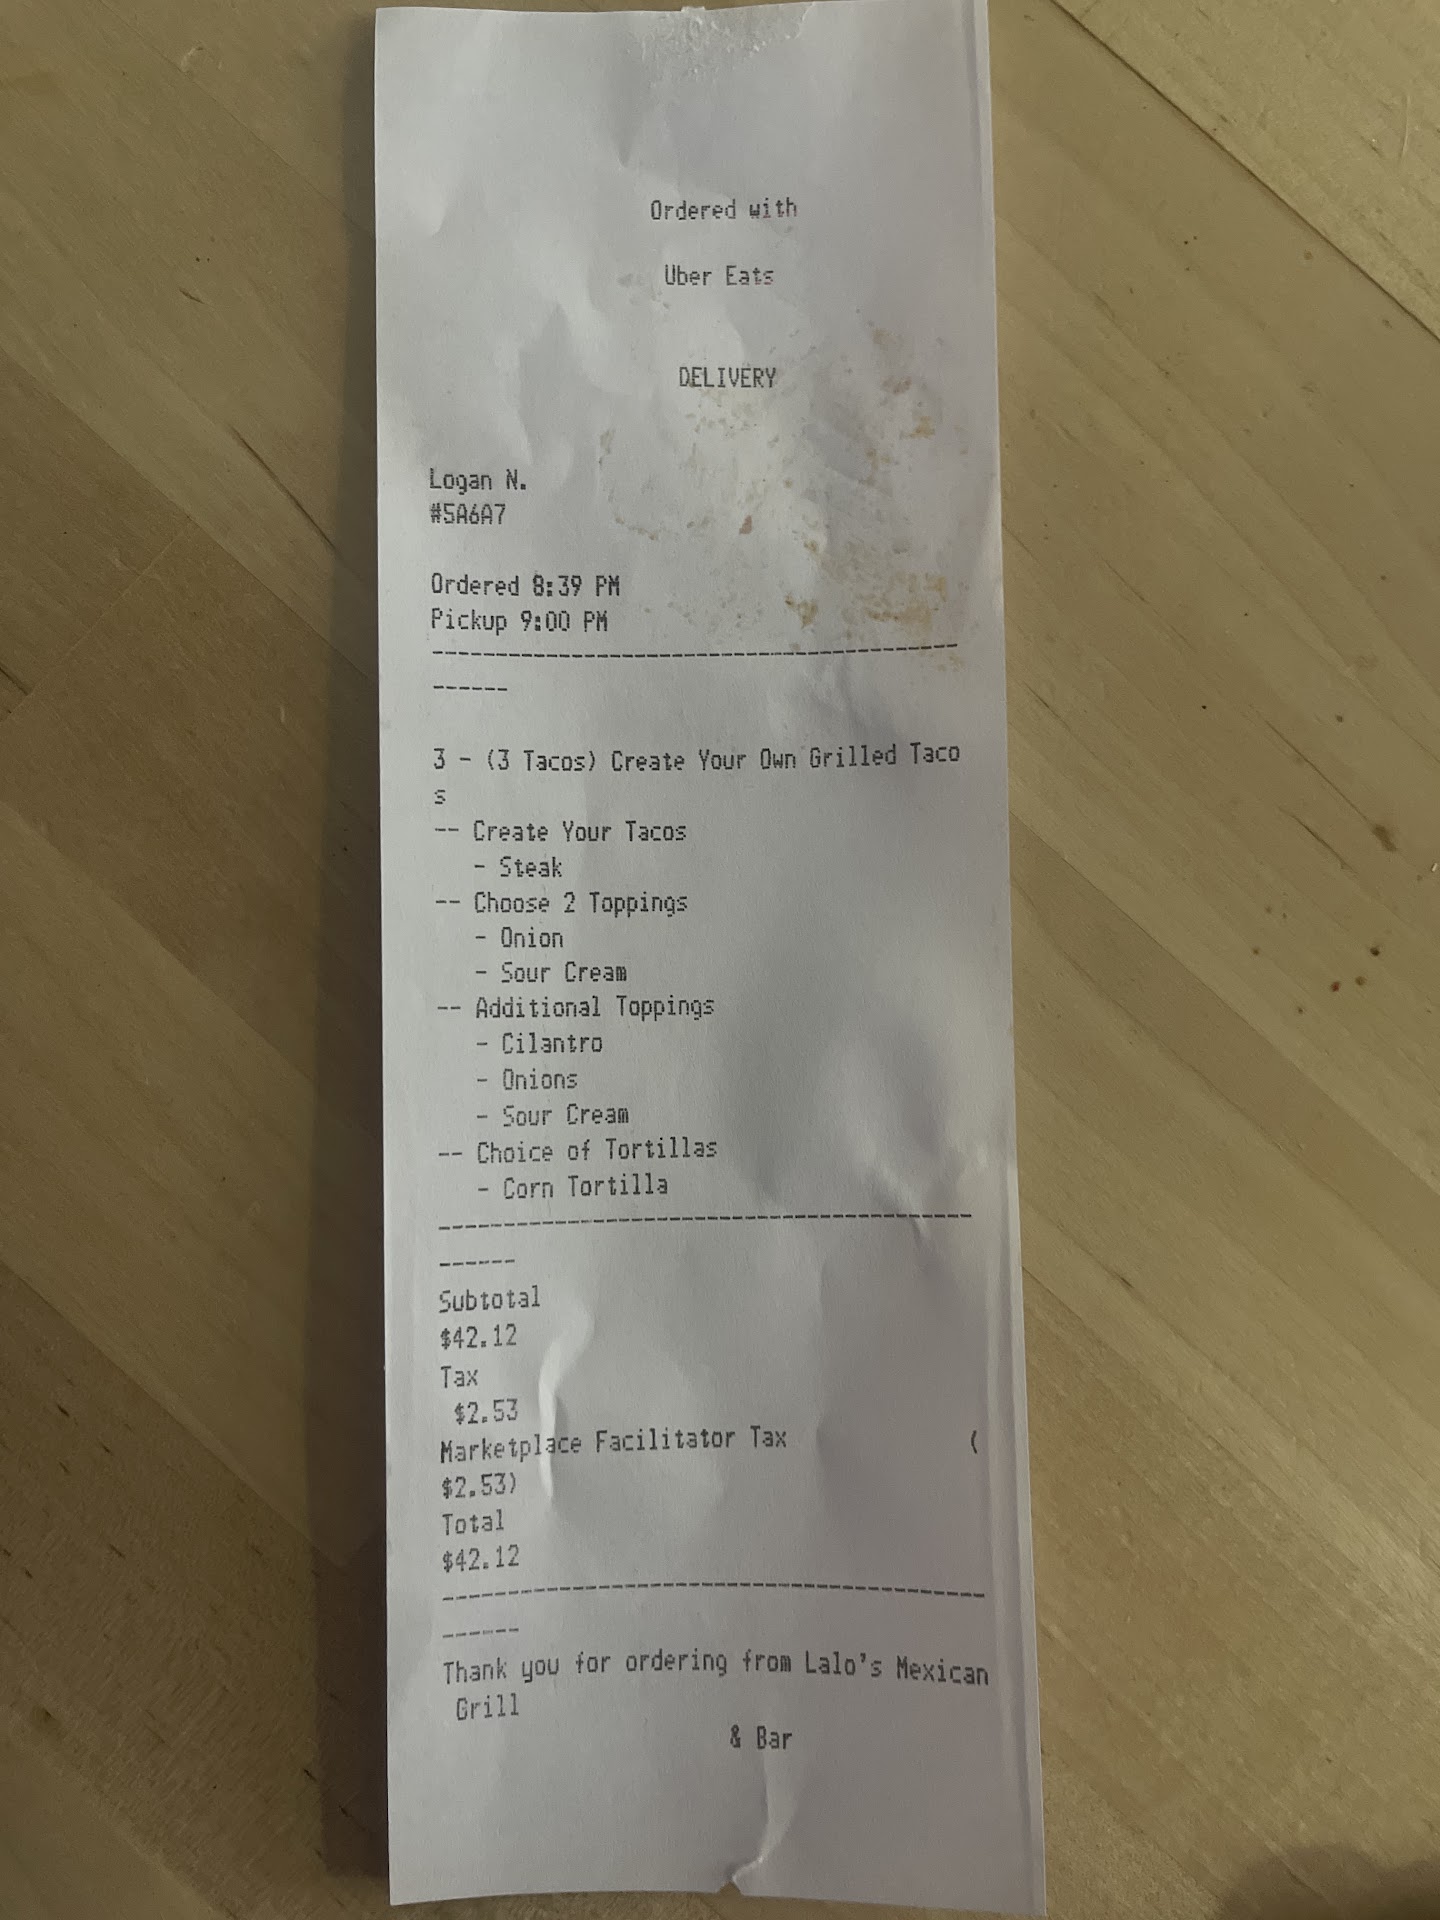 Ordered with
Uber Eats
DELIVERY
Logan N.
#5A6A7
Ordered 8:39 PM
Pickup 9:00 PM
------------------------------------------
------
3 - (3 Tacos) Create Your Own Grilled Taco
s
-- Create Your Tacos
- Steak
-- Choose 2 Toppings
- Onion
- Sour Cream
-- Additional Toppings
- Cilantro
- Onions
- Sour Cream
-- Choice of Tortillas
- Corn Tortilla
------------------------------------------
------
Subtotal
$42.12
Tax
$2.53
Marketplace Facilitator Tax (
$2.53)
Total
$42.12
------------------------------------------
------
Thank you for ordering from Lalo's Mexican
Grill
& Bar